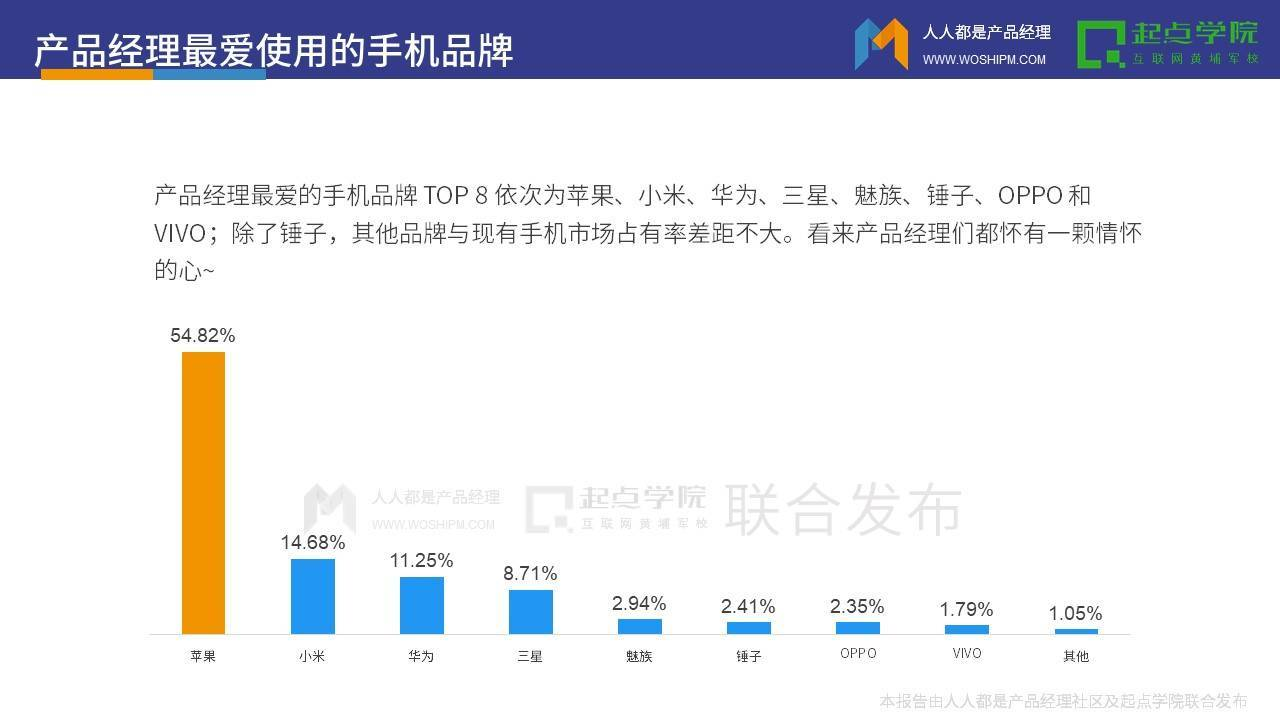 产品经理最爱使用的手机品牌
人人都是产品经理
WWW.WOSHIPM.COM
起点学院
互联网黄埔军校
产品经理最爱的手机品牌 TOP 8 依次为苹果、小米、华为、三星、魅族、锤子、OPPO 和
VIVO；除了锤子，其他品牌与现有手机市场占有率差距不大。看来产品经理们都怀有一颗情怀
的心~
54.82%
14.68%
11.25%
8.71%
2.94%
2.41%
2.35%
1.79%
1.05%
人人都是产品经理
WWW.WOSHIPM.COM
起点学院
互联网黄埔军校
联合发布
苹果
小米
华为
三星
魅族
锤子
OPPO
VIVO
其他
本报告由人人都是产品经理社区及起点学院联合发布